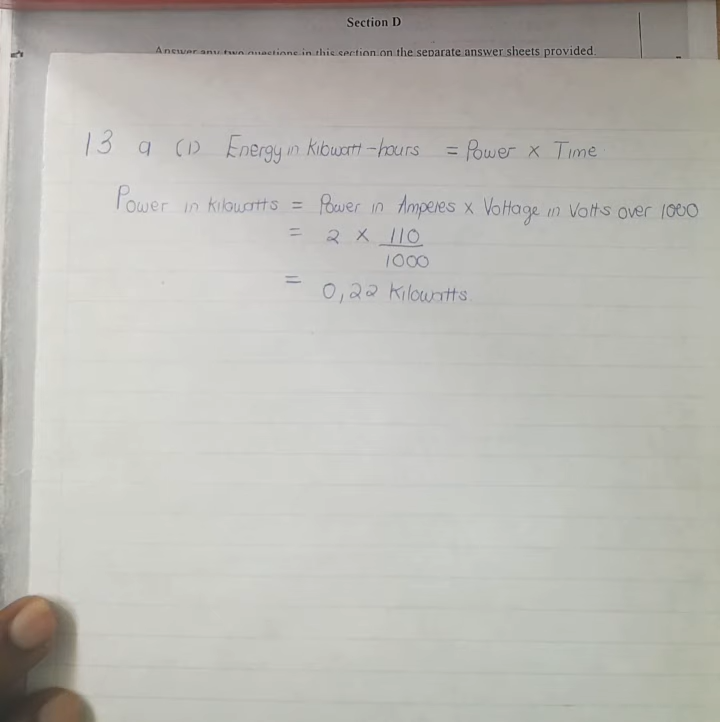 Section D
Answer any two questions in this section on the separate answer sheets provided.
13 a (1) Energy in kilowatt-hours = Power × Time
Power in kilowatts = Power in Amperes × Voltage in Volts over 1000
= 2 × 110
1000
= 0,22 Kilowatts.